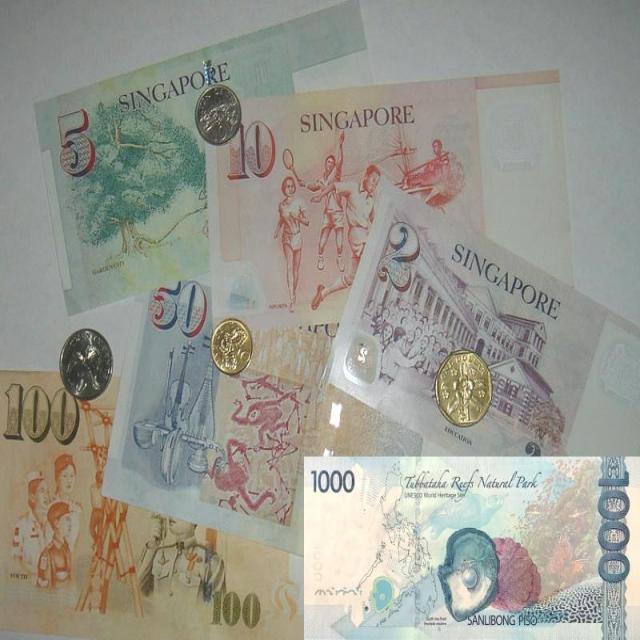 SINGAPORE
5
GARDEN CITY
SINGAPORE
10
SPORTS
SINGAPORE
2
EDUCATION
2
50
100
YOUTH
100
1000
Tubbataha Reefs Natural Park
UNESCO World Heritage Site
1000
SANLIBONG PISO